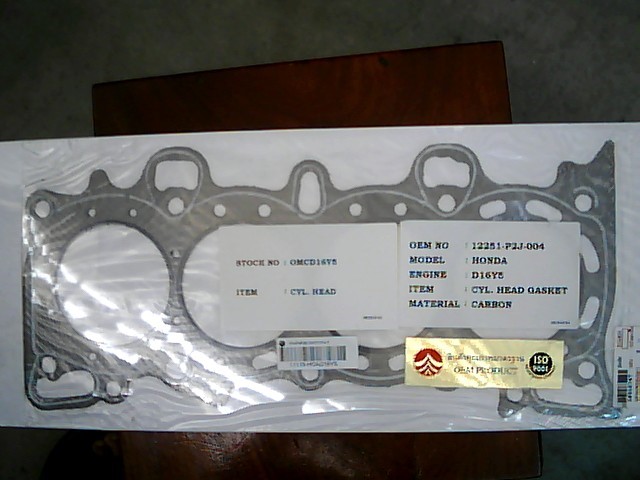 STOCK NO : OMCD16Y5
ITEM : CYL. HEAD
OEM NO : 12251-P2J-004
MODEL : HONDA
ENGINE : D16Y5
ITEM : CYL. HEAD GASKET
MATERIAL : CARBON
OEM PRODUCT
ISO
9001